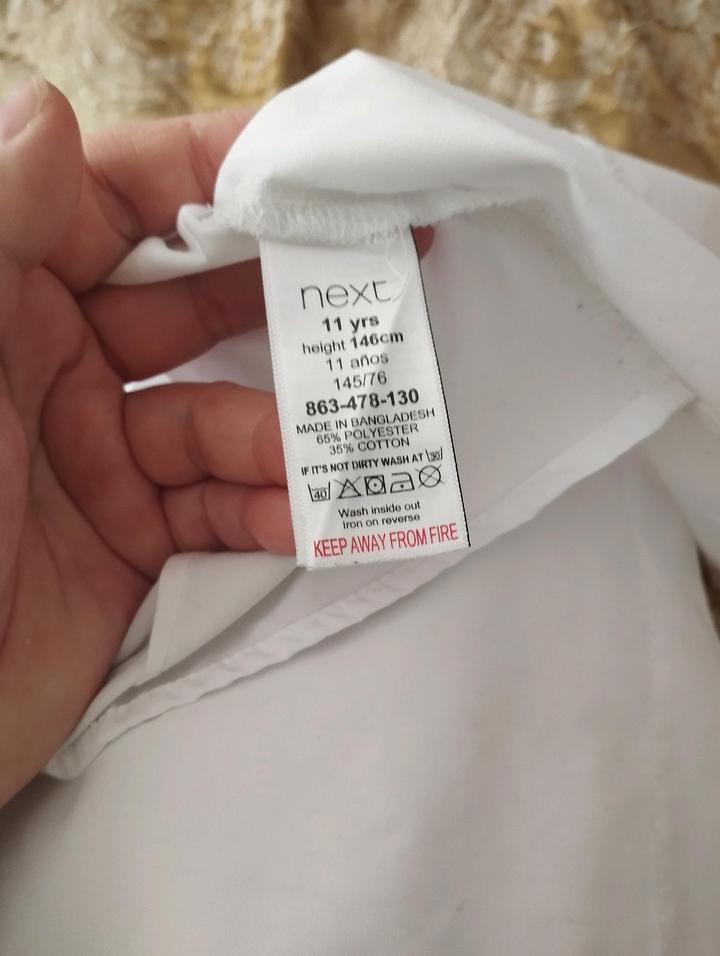 next
11 yrs
height 146cm
11 años
145/76
863-478-130
MADE IN BANGLADESH
65% POLYESTER
35% COTTON
IF IT'S NOT DIRTY WASH AT 30
40
Wash inside out
Iron on reverse
KEEP AWAY FROM FIRE